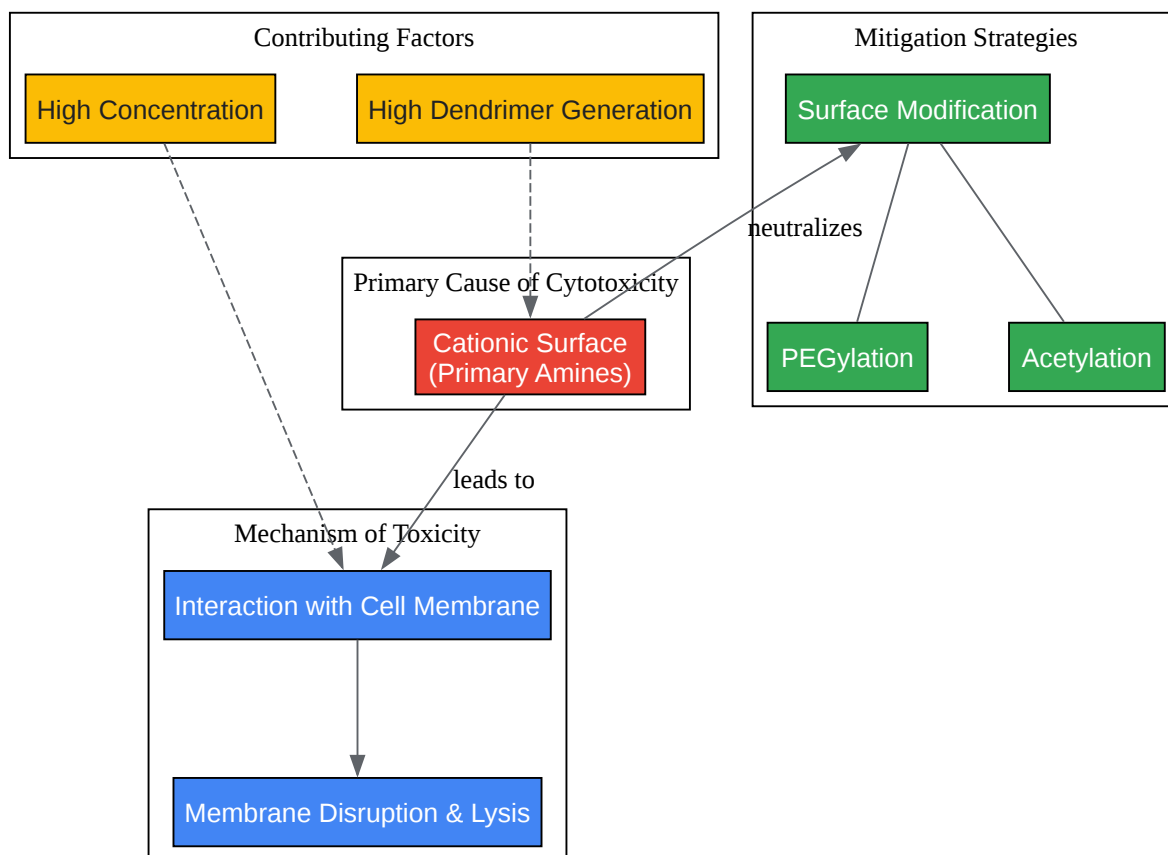 Contributing Factors
High Concentration
High Dendrimer Generation
Mitigation Strategies
Surface Modification
neutralizes
PEGylation
Acetylation
Primary Cause of Cytotoxicity
Cationic Surface
(Primary Amines)
leads to
Mechanism of Toxicity
Interaction with Cell Membrane
Membrane Disruption & Lysis